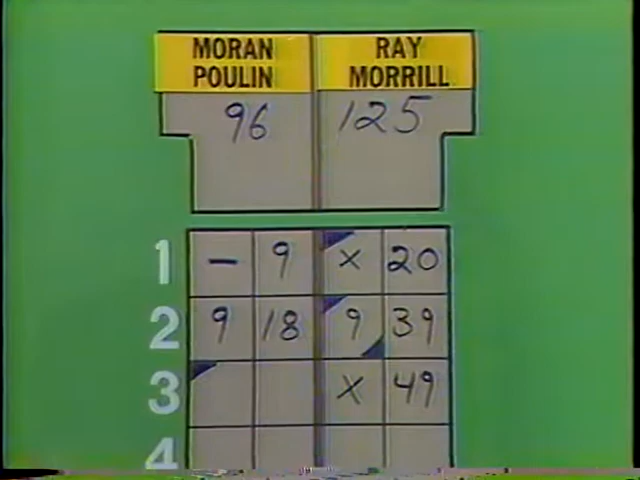 MORAN RAY
POULIN MORRILL
96 125
1 - 9 X 20
2 9 18 9 39
3 X 49
4